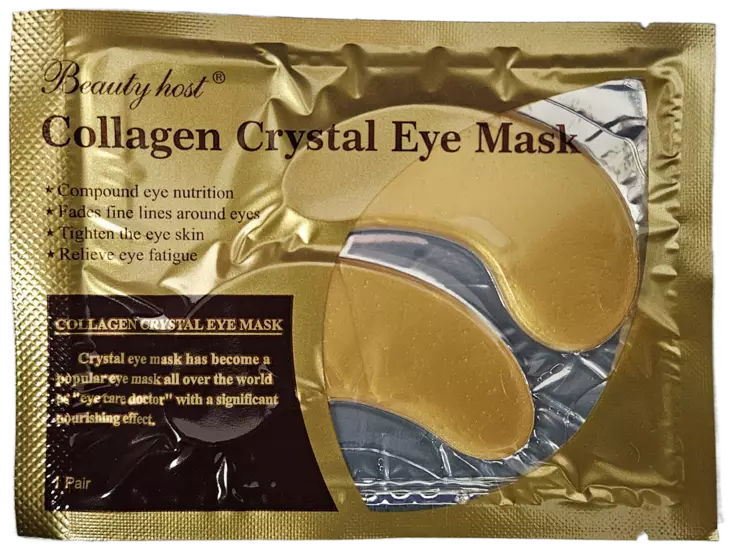 Beauty host ®
Collagen Crystal Eye Mask
★ Compound eye nutrition
★ Fades fine lines around eyes
★ Tighten the eye skin
★ Relieve eye fatigue
COLLAGEN CRYSTAL EYE MASK
Crystal eye mask has become a
popular eye mask all over the world
as "eye care doctor" with a significant
nourishing effect.
1 Pair